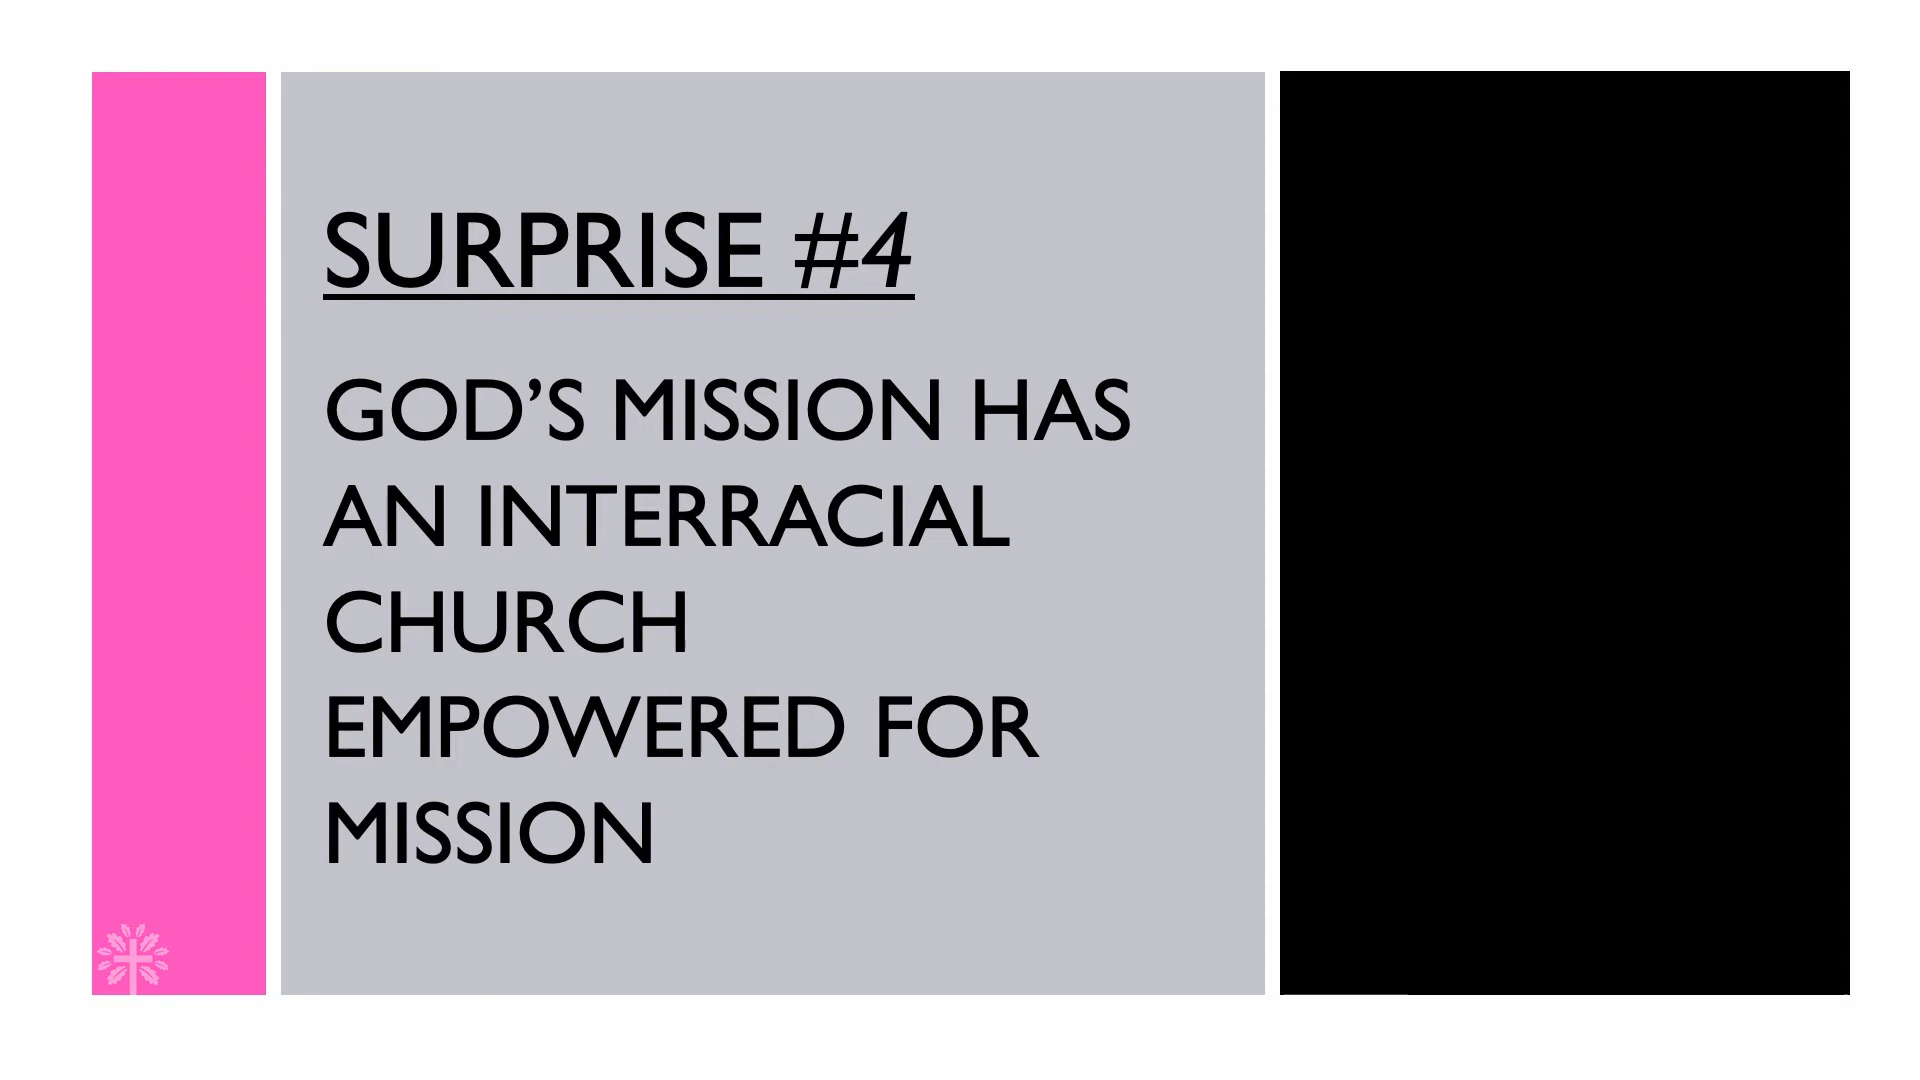 SURPRISE #4
GOD’S MISSION HAS
AN INTERRACIAL
CHURCH
EMPOWERED FOR
MISSION